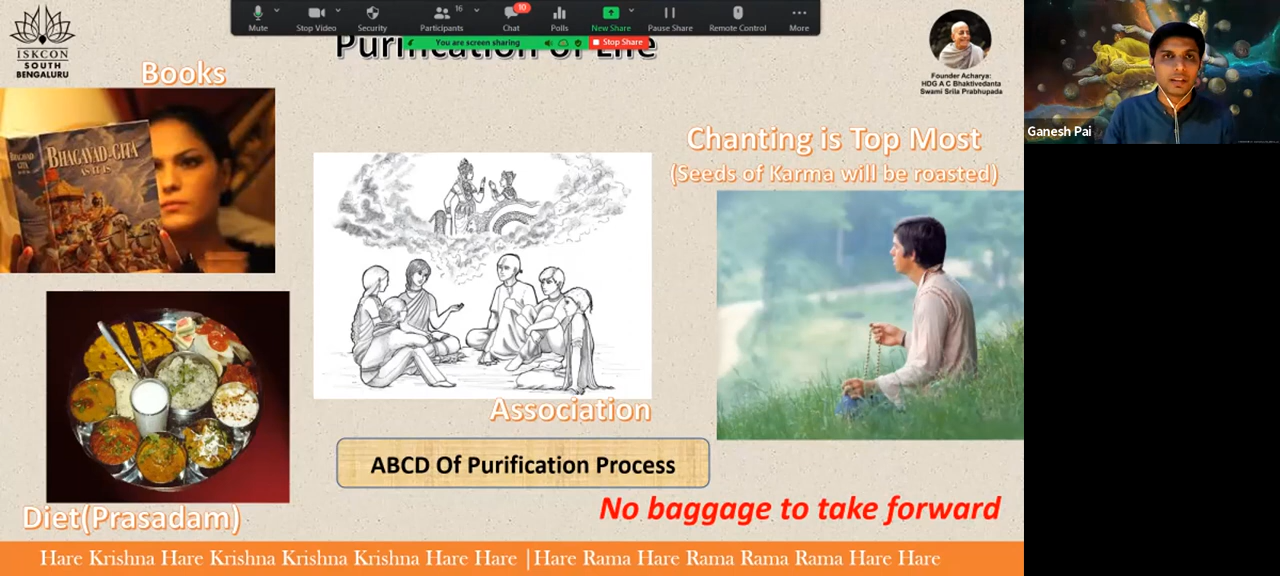 Mute
Stop Video
Security
Participants
16
Chat
10
Polls
New Share
Pause Share
Remote Control
More
You are screen sharing
Stop Share
Purification of Life
ISKCON
SOUTH
BENGALURU
Founder Acharya:
HDG A C Bhaktivedanta
Swami Srila Prabhupada
Ganesh Pai
Books
BHAGAVAD-GITA
AS IT IS
Chanting is Top Most
(Seeds of Karma will be roasted)
Association
ABCD Of Purification Process
No baggage to take forward
Diet(Prasadam)
Hare Krishna Hare Krishna Krishna Krishna Hare Hare |Hare Rama Hare Rama Rama Rama Hare Hare